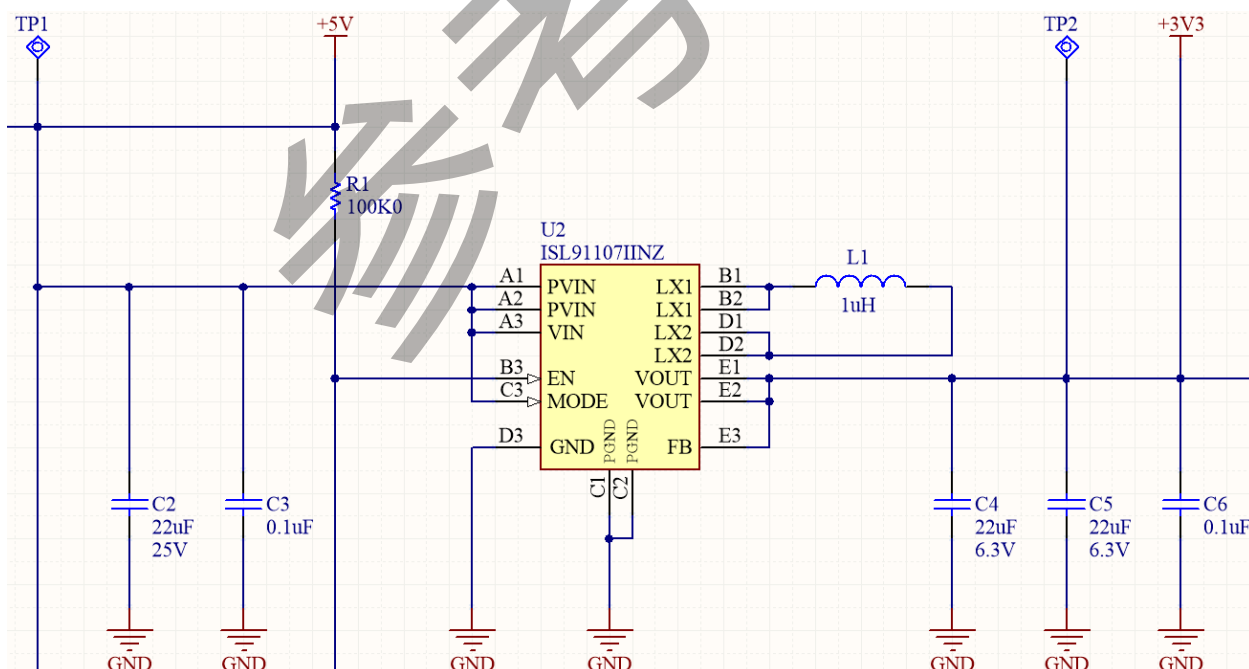 TP1
+5V
TP2
+3V3
R1
100K0
U2
ISL91107IINZ
L1
1uH
A1
PVIN
LX1
B1
A2
PVIN
LX1
B2
A3
VIN
LX2
D1
LX2
D2
B3
EN
VOUT
E1
C3
MODE
VOUT
E2
D3
GND
PGND
PGND
FB
E3
C1
C2
C2
22uF
25V
C3
0.1uF
C4
22uF
6.3V
C5
22uF
6.3V
C6
0.1uF
GND
GND
GND
GND
GND
GND
GND
参考